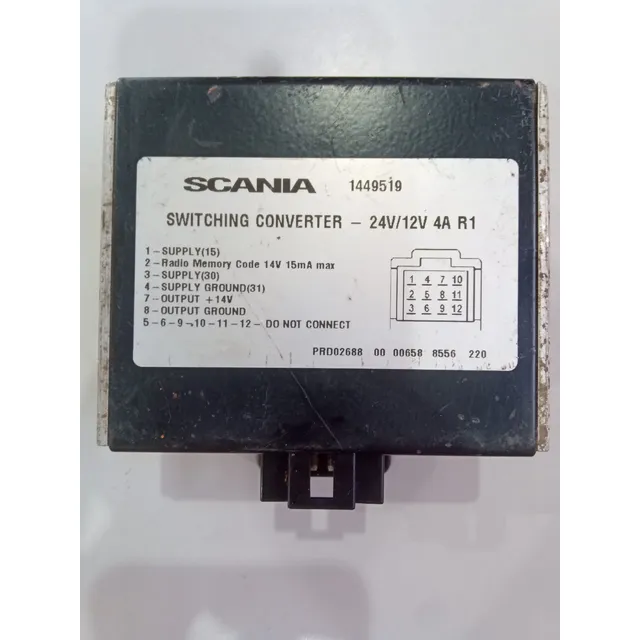 SCANIA 1449519
SWITCHING CONVERTER - 24V/12V 4A R1
1-SUPPLY(15)
2-Radio Memory Code 14V 15mA max
3-SUPPLY(30)
4-SUPPLY GROUND(31)
7-OUTPUT +14V
8-OUTPUT GROUND
5-6-9-10-11-12-DO NOT CONNECT
1 4 7 10
2 5 8 11
3 6 9 12
PRD02688 00 00658 8556 220